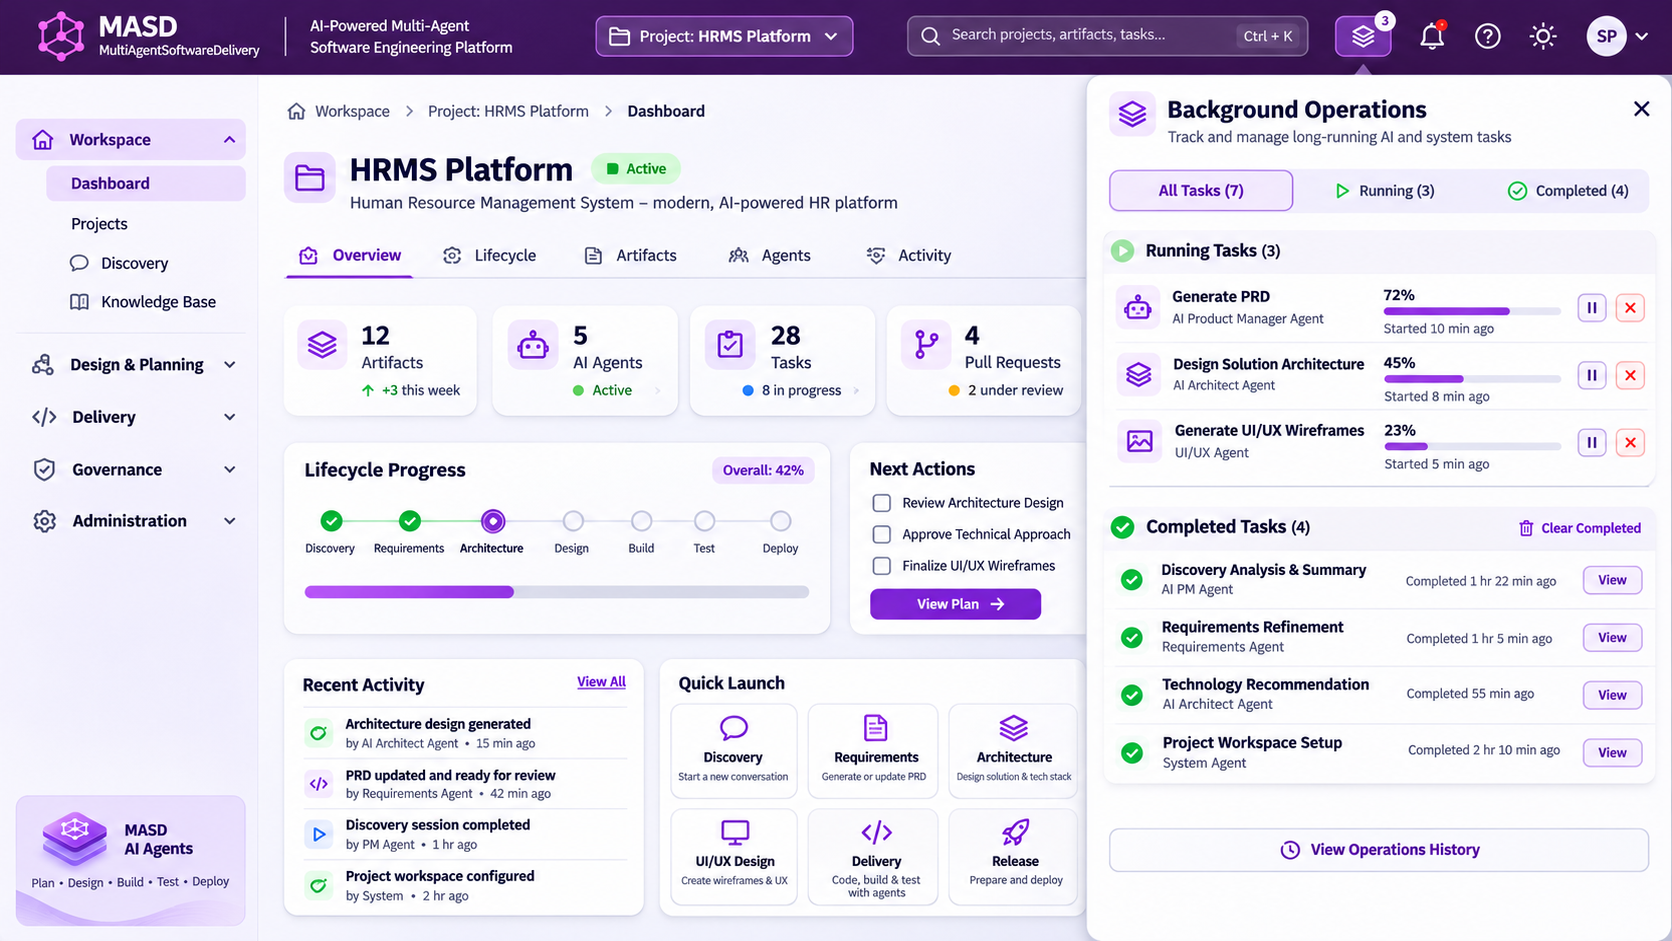 MASD
MultiAgentSoftwareDelivery
AI-Powered Multi-Agent
Software Engineering Platform
Project: HRMS Platform
Search projects, artifacts, tasks...
Ctrl + K
3
SP
Workspace
Dashboard
Projects
Discovery
Knowledge Base
Design & Planning
Delivery
Governance
Administration
MASD
AI Agents
Plan • Design • Build • Test • Deploy
Workspace > Project: HRMS Platform > Dashboard
HRMS Platform
Active
Human Resource Management System – modern, AI-powered HR platform
Overview
Lifecycle
Artifacts
Agents
Activity
12
Artifacts
+3 this week
5
AI Agents
Active
28
Tasks
8 in progress
4
Pull Requests
2 under review
Lifecycle Progress
Overall: 42%
Discovery
Requirements
Architecture
Design
Build
Test
Deploy
Next Actions
Review Architecture Design
Approve Technical Approach
Finalize UI/UX Wireframes
View Plan
Recent Activity
View All
Architecture design generated
by AI Architect Agent • 15 min ago
PRD updated and ready for review
by Requirements Agent • 42 min ago
Discovery session completed
by PM Agent • 1 hr ago
Project workspace configured
by System • 2 hr ago
Quick Launch
Discovery
Start a new conversation
Requirements
Generate or update PRD
Architecture
Design solution & tech stack
UI/UX Design
Create wireframes & UX
Delivery
Code, build & test
with agents
Release
Prepare and deploy
Background Operations
Track and manage long-running AI and system tasks
All Tasks (7)
Running (3)
Completed (4)
Running Tasks (3)
Generate PRD
AI Product Manager Agent
72%
Started 10 min ago
Design Solution Architecture
AI Architect Agent
45%
Started 8 min ago
Generate UI/UX Wireframes
UI/UX Agent
23%
Started 5 min ago
Completed Tasks (4)
Clear Completed
Discovery Analysis & Summary
AI PM Agent
Completed 1 hr 22 min ago
View
Requirements Refinement
Requirements Agent
Completed 1 hr 5 min ago
View
Technology Recommendation
AI Architect Agent
Completed 55 min ago
View
Project Workspace Setup
System Agent
Completed 2 hr 10 min ago
View
View Operations History